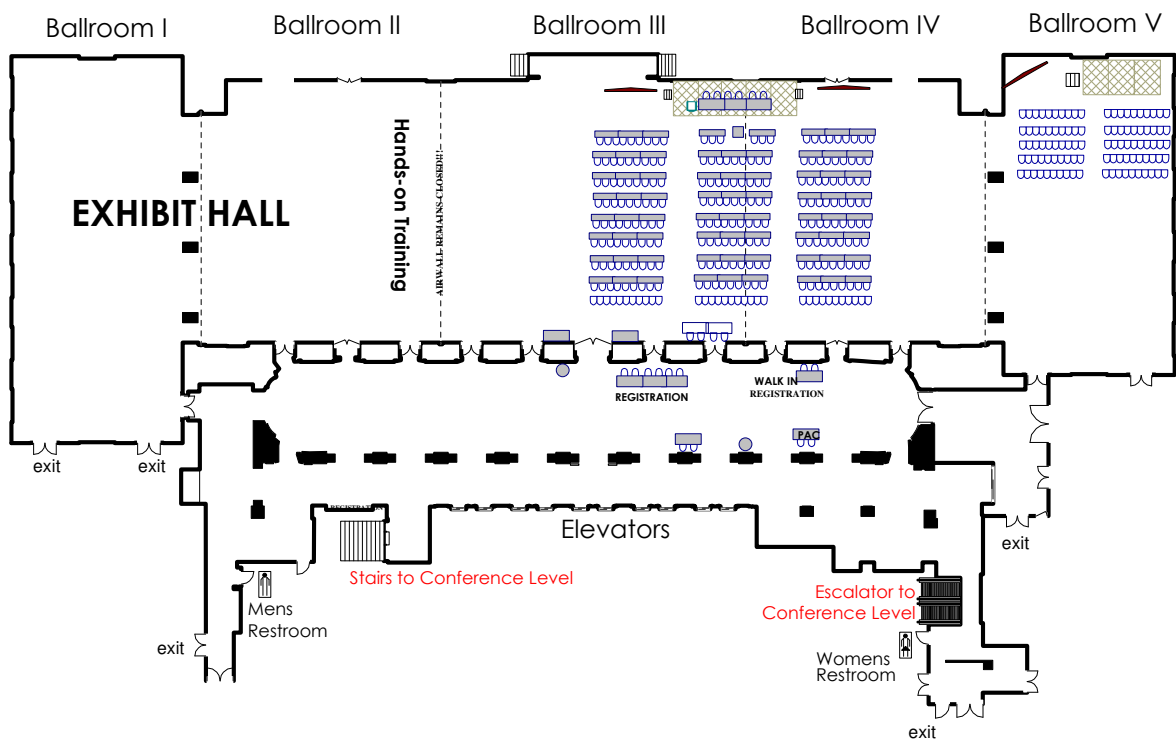 Ballroom I
Ballroom II
Ballroom III
Ballroom IV
Ballroom V
EXHIBIT HALL
Hands-on Training
AIRWALL REMAINS CLOSED!
REGISTRATION
WALK IN
REGISTRATION
PAC
exit
exit
REGISTRATION
Elevators
exit
Stairs to Conference Level
Mens
Restroom
Escalator to
Conference Level
exit
Womens
Restroom
exit